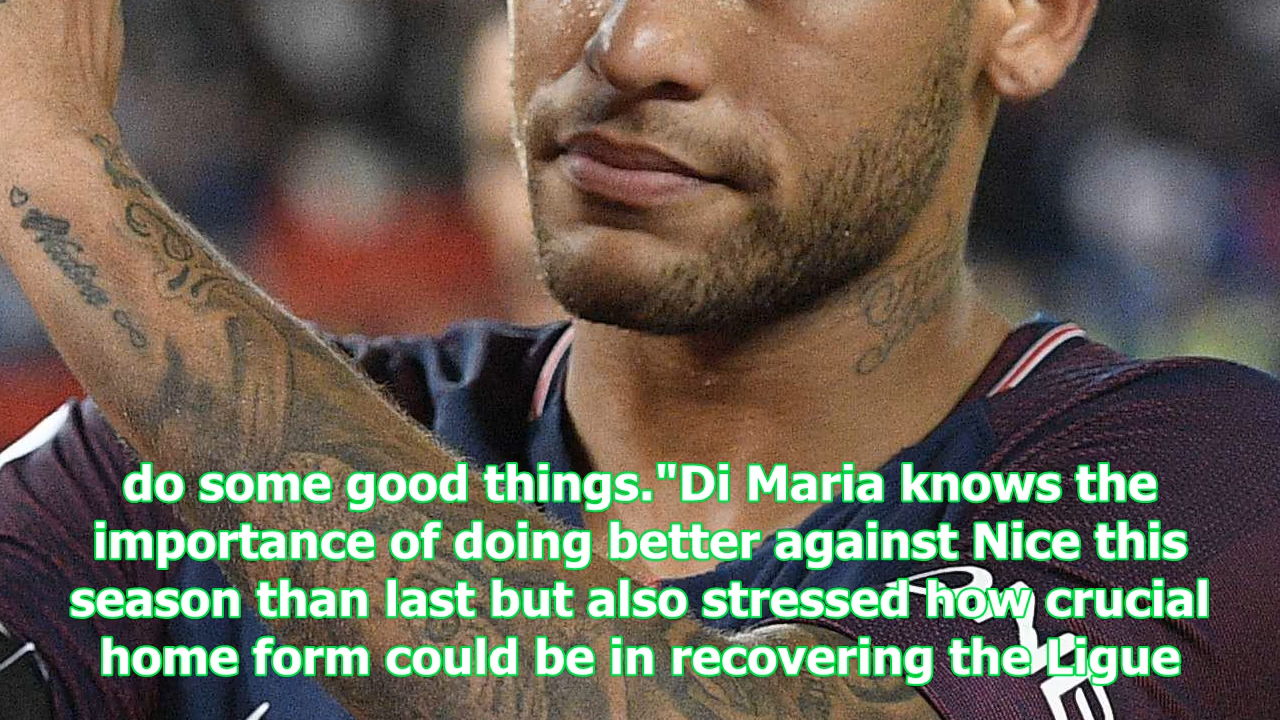 do some good things."Di Maria knows the
importance of doing better against Nice this
season than last but also stressed how crucial
home form could be in recovering the Ligue